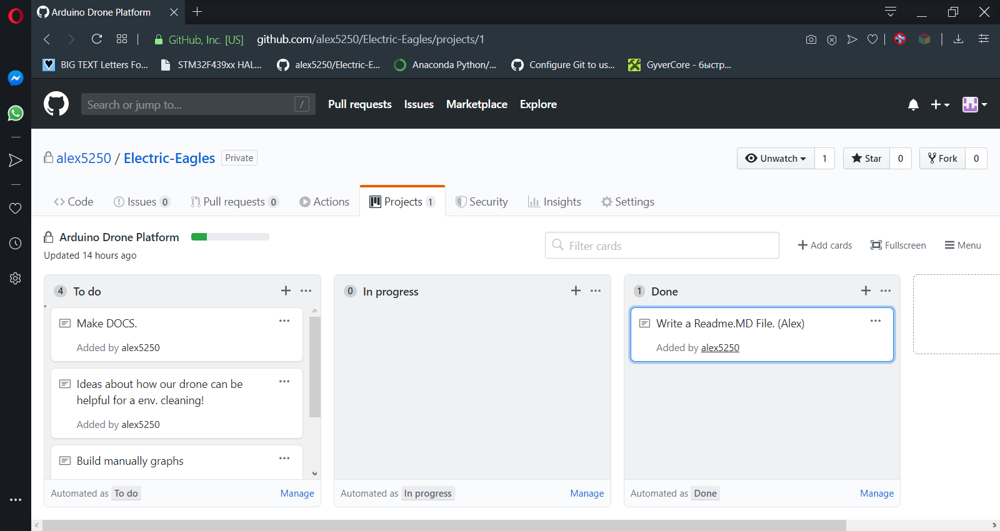 Arduino Drone Platform
GitHub, Inc. [US] github.com/alex5250/Electric-Eagles/projects/1
BIG TEXT Letters Fo... STM32F439xx HAL... alex5250/Electric-E... Anaconda Python/... Configure Git to us... GyverCore - быстр...
Search or jump to... / Pull requests Issues Marketplace Explore
alex5250 / Electric-Eagles Private Unwatch 1 Star 0 Fork 0
Code Issues 0 Pull requests 0 Actions Projects 1 Security Insights Settings
Arduino Drone Platform
Updated 14 hours ago
Filter cards Add cards Fullscreen Menu
4 To do
Make DOCS.
Added by alex5250
Ideas about how our drone can be
helpful for a env. cleaning!
Added by alex5250
Build manually graphs
Automated as To do Manage
0 In progress
Automated as In progress Manage
1 Done
Write a Readme.MD File. (Alex)
Added by alex5250
Automated as Done Manage